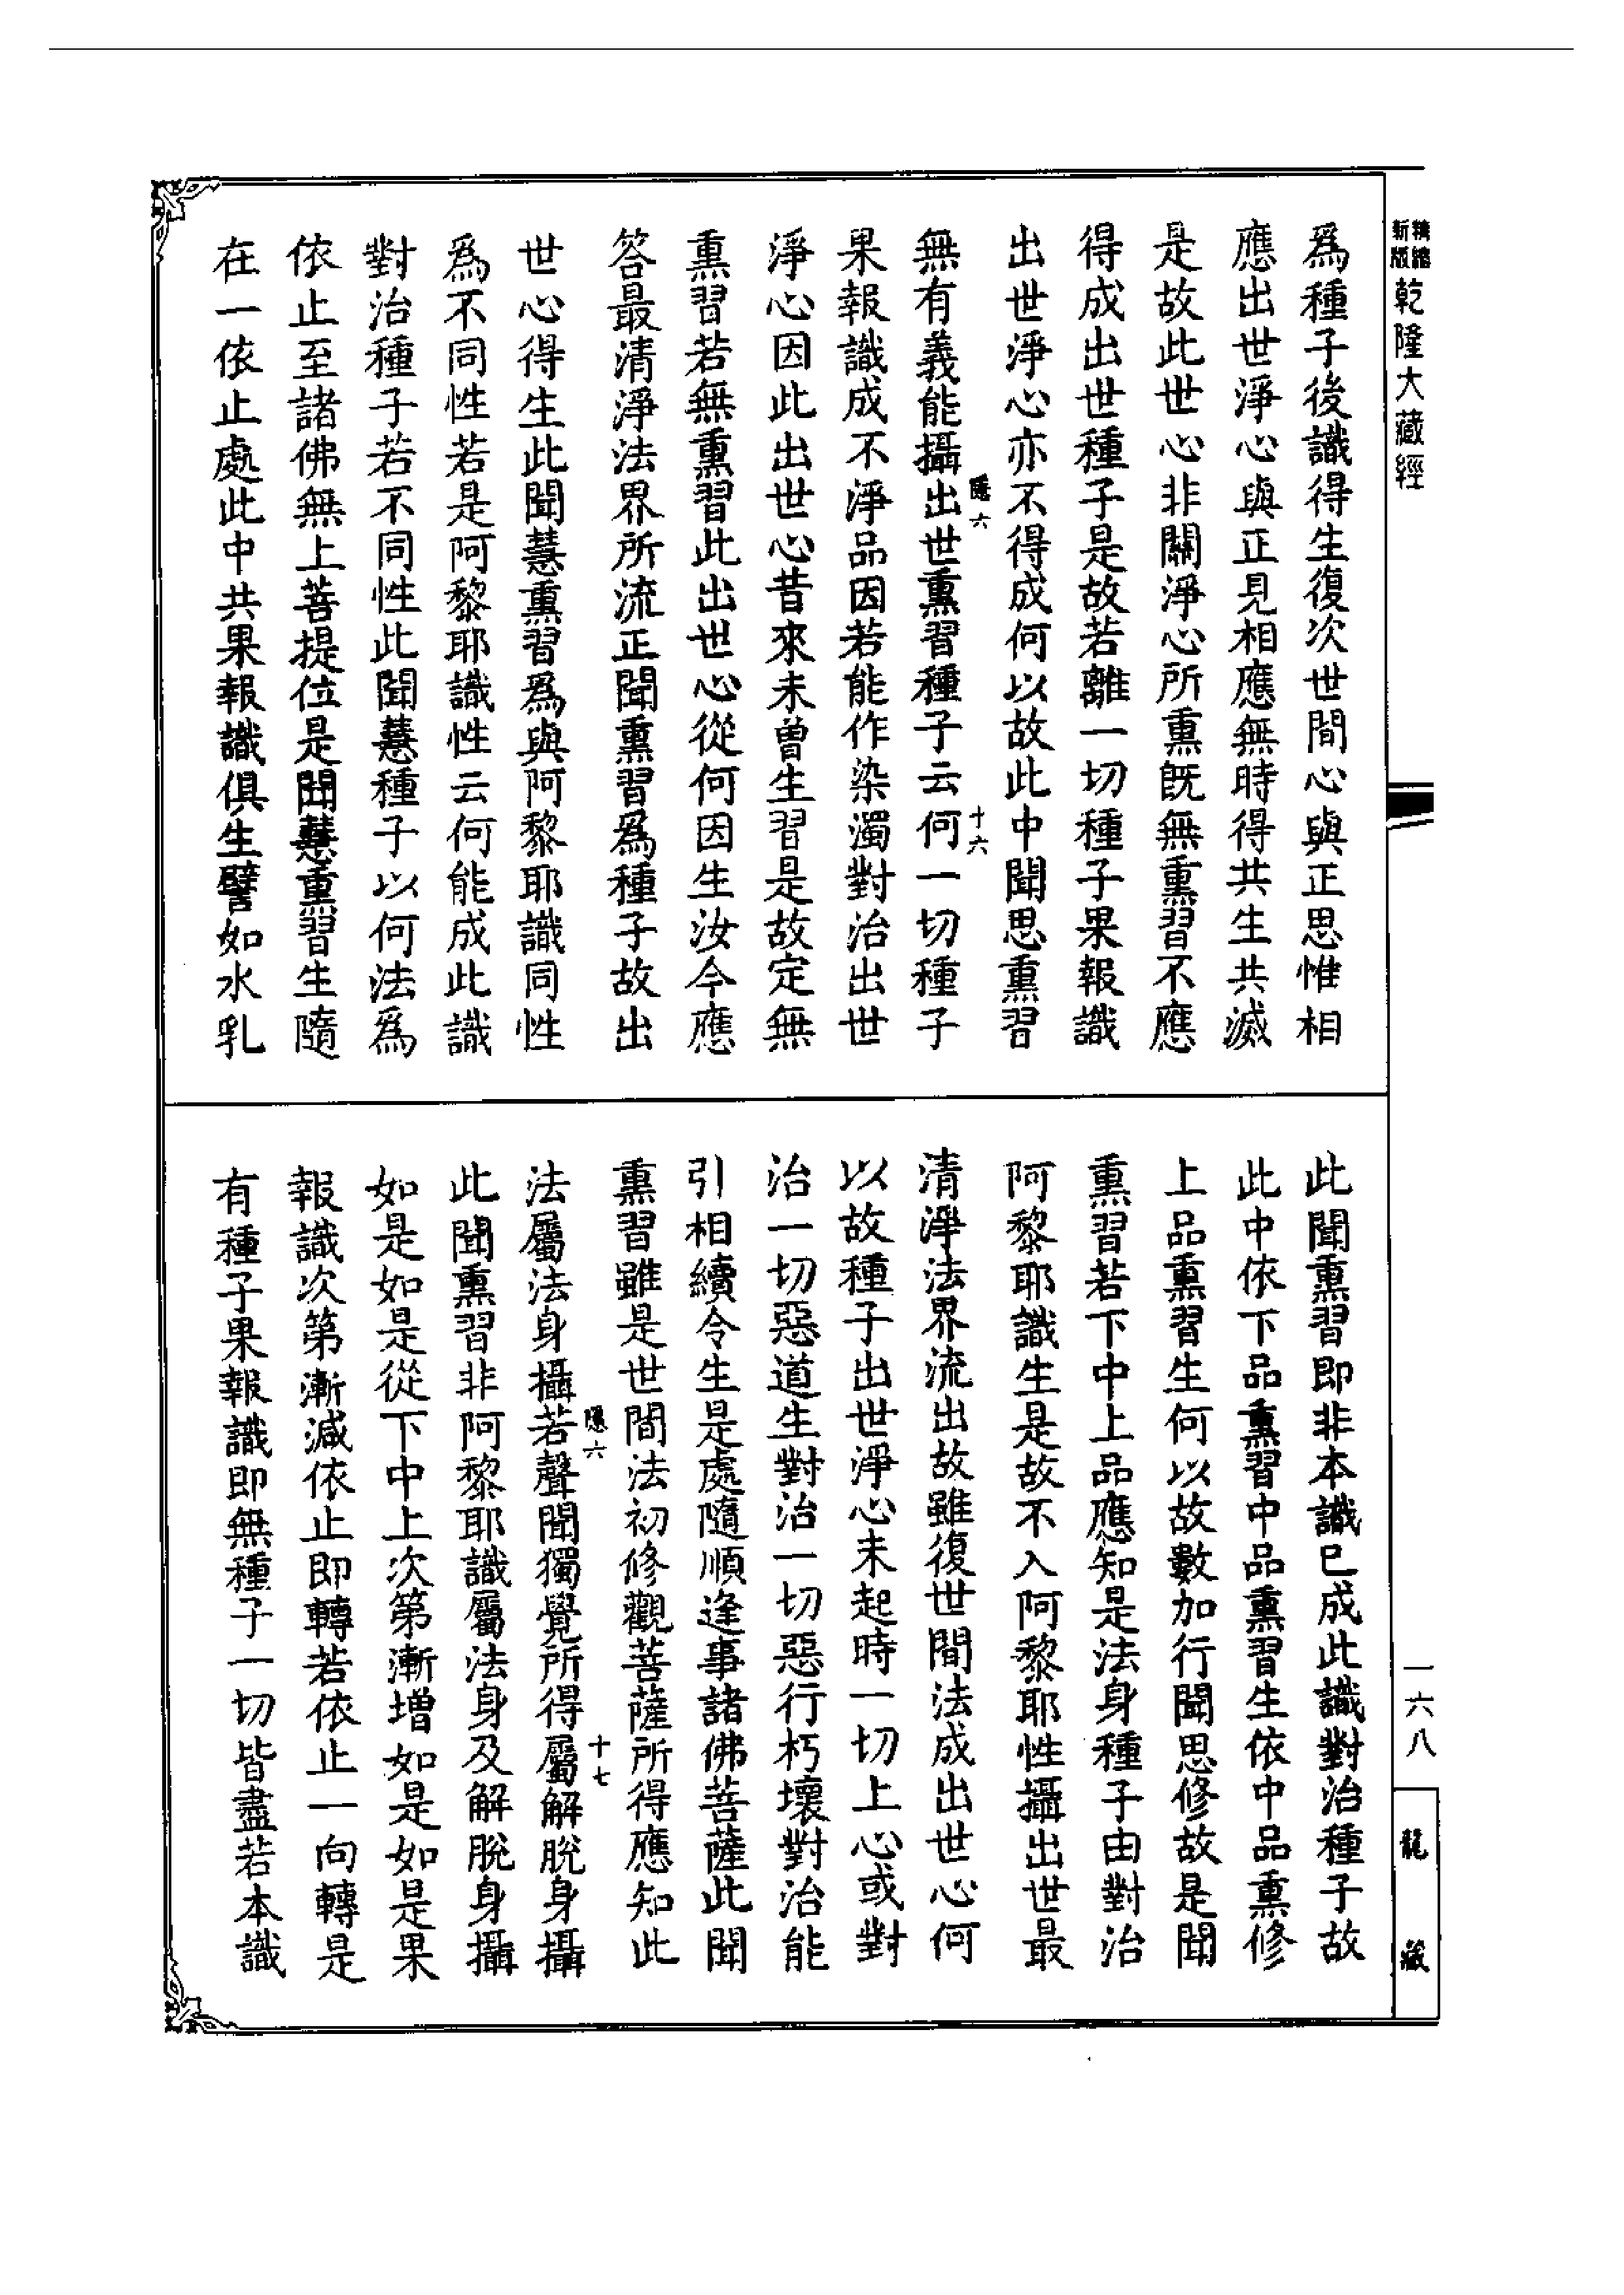 精縮新版乾隆大藏經
為種子後識得生復次世間心與正思惟相
應出世淨心與正見相應無時得共生共滅
是故此世心非關淨心所熏既無熏習不應
得成出世種子是故若離一切種子果報識
出世淨心亦不得成何以故此中聞思熏習
隱六
十六
無有義能攝出世熏習種子云何一切種子
果報識成不淨品因若能作染濁對治出世
淨心因此出世心昔來未曾生習是故定無
熏習若無熏習此出世心從何因生汝今應
答最清淨法界所流正聞熏習為種子故出
世心得生此聞慧熏習為與阿黎耶識同性
為不同性若是阿黎耶識性云何能成此識
對治種子若不同性此聞慧種子以何法為
依止至諸佛無上菩提位是聞慧熏習生隨
在一依止處此中共果報識俱生譬如水乳
此聞熏習即非本識已成此識對治種子故
此中依下品熏習中品熏習生依中品熏修
上品熏習生何以故數加行聞思修故是聞
熏習若下中上品應知是法身種子由對治
阿黎耶識生是故不入阿黎耶性攝出世最
清淨法界流出故雖復世間法成出世心何
以故種子出世淨心未起時一切上心或對
治一切惡道生對治一切惡行朽壞對治能
引相續令生是處隨順逢事諸佛菩薩此聞
熏習雖是世間法初修觀菩薩所得應知此
隱六
十七
法屬法身攝若聲聞獨覺所得屬解脫身攝
此聞熏習非阿黎耶識屬法身及解脫身攝
如是如是從下中上次第漸增如是如是果
報識次第漸減依止即轉若依止一向轉是
有種子果報識即無種子一切皆盡若本識
一六八
龍藏